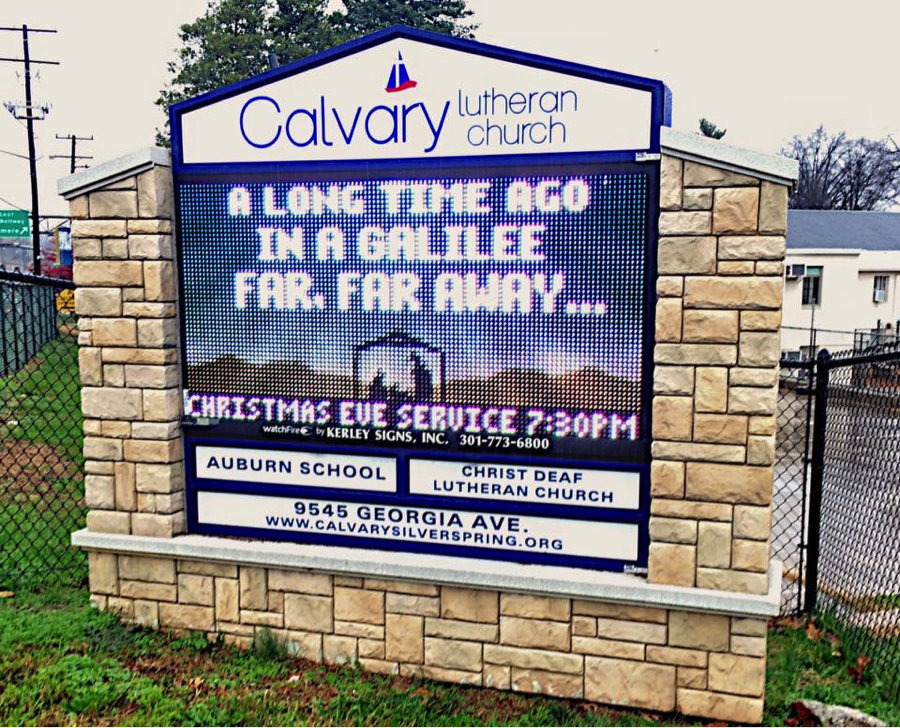 Calvary lutheran church
A LONG TIME AGO
IN A GALILEE
FAR, FAR AWAY...
CHRISTMAS EVE SERVICE 7:30PM
watchFire by KERLEY SIGNS, INC. 301-773-6800
AUBURN SCHOOL
CHRIST DEAF
LUTHERAN CHURCH
9545 GEORGIA AVE.
WWW.CALVARYSILVERSPRING.ORG
EAST